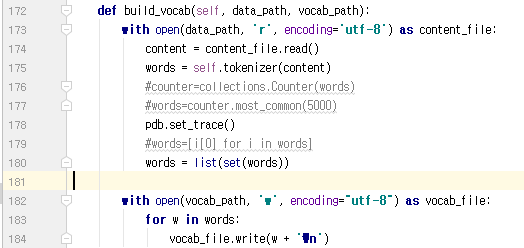 172 def build_vocab(self, data_path, vocab_path):
173 with open(data_path, 'r', encoding='utf-8') as content_file:
174 content = content_file.read()
175 words = self.tokenizer(content)
176 #counter=collections.Counter(words)
177 #words=counter.most_common(5000)
178 pdb.set_trace()
179 #words=[i[0] for i in words]
180 words = list(set(words))
181
182 with open(vocab_path, 'w', encoding="utf-8") as vocab_file:
183 for w in words:
184 vocab_file.write(w + '₩n')